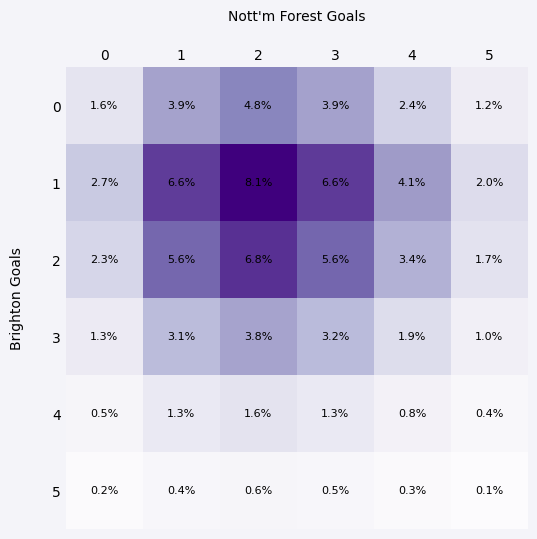 Nott'm Forest Goals
0 1 2 3 4 5
0 1.6% 3.9% 4.8% 3.9% 2.4% 1.2%
1 2.7% 6.6% 8.1% 6.6% 4.1% 2.0%
2 2.3% 5.6% 6.8% 5.6% 3.4% 1.7%
3 1.3% 3.1% 3.8% 3.2% 1.9% 1.0%
4 0.5% 1.3% 1.6% 1.3% 0.8% 0.4%
5 0.2% 0.4% 0.6% 0.5% 0.3% 0.1%
Brighton Goals